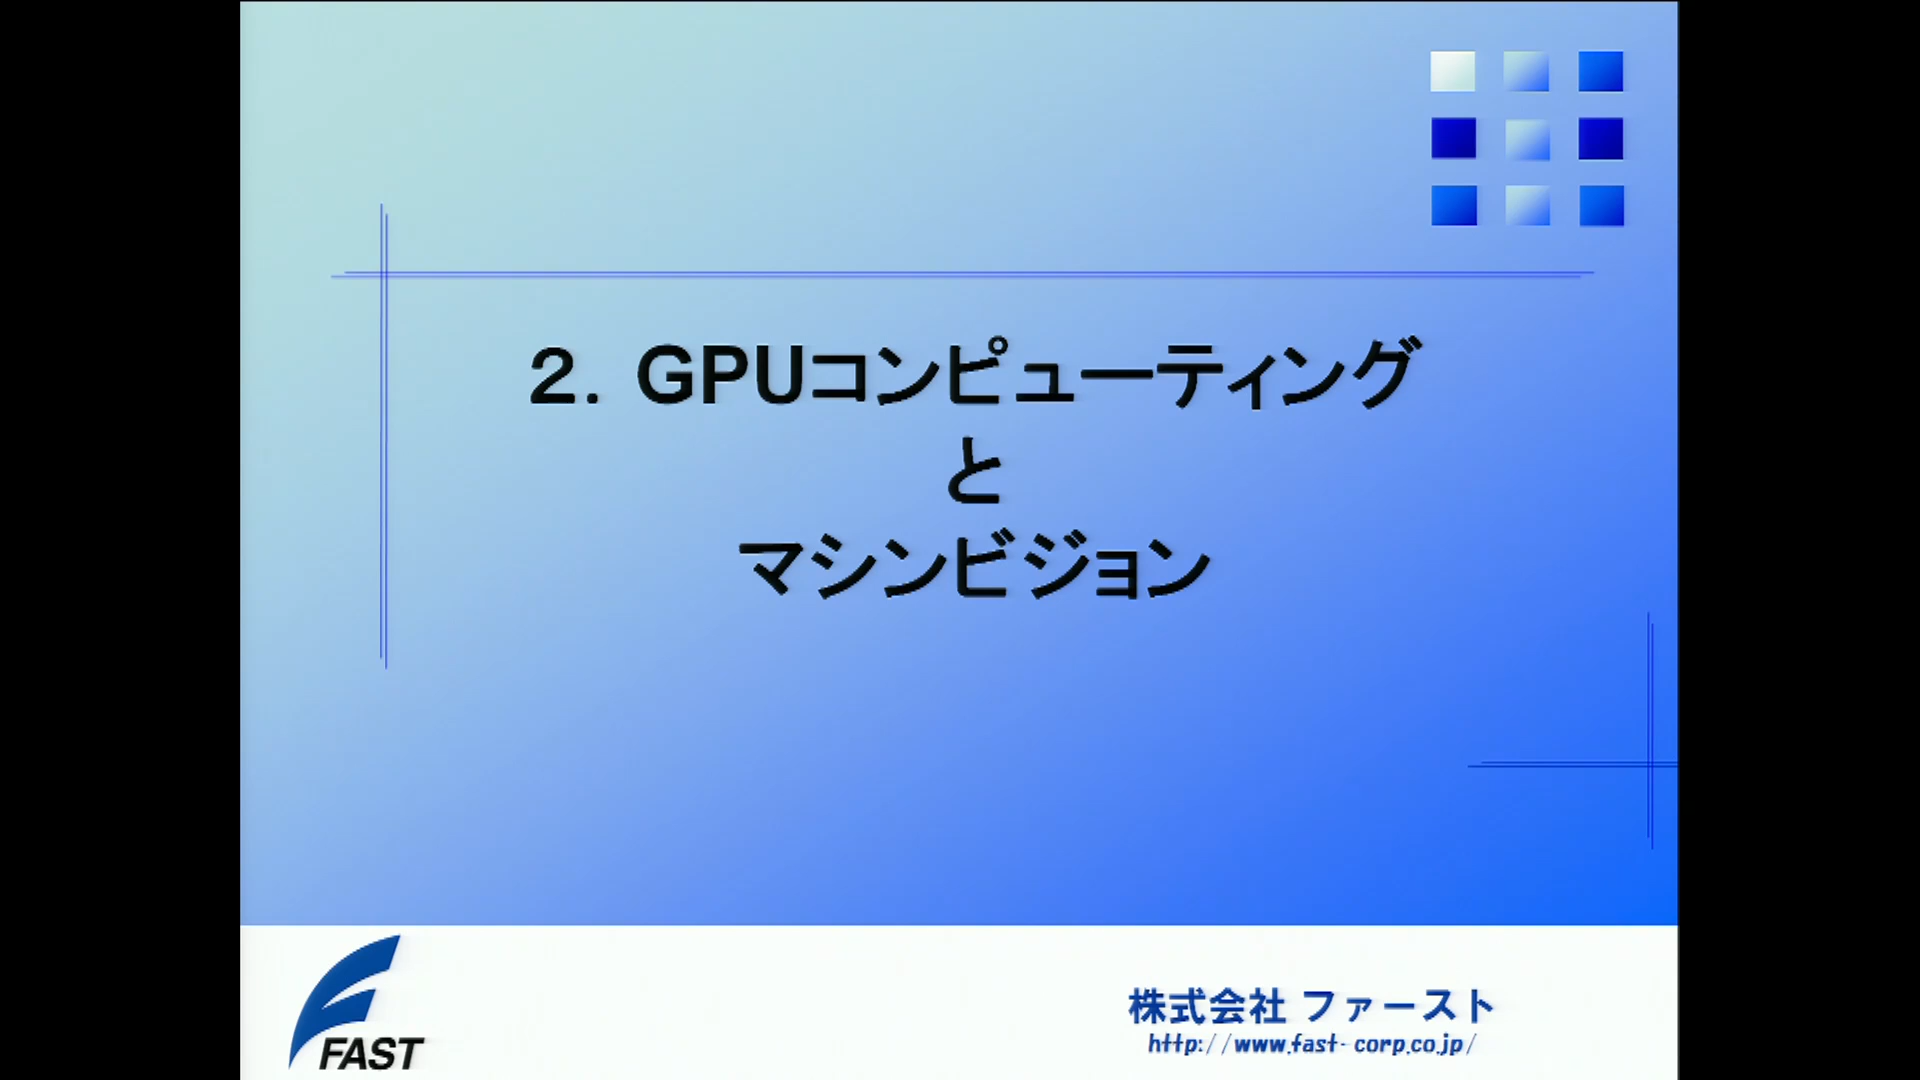 ２．GPUコンピューティング
と
マシンビジョン
FAST
株式会社 ファースト
http://www.fast-corp.co.jp/